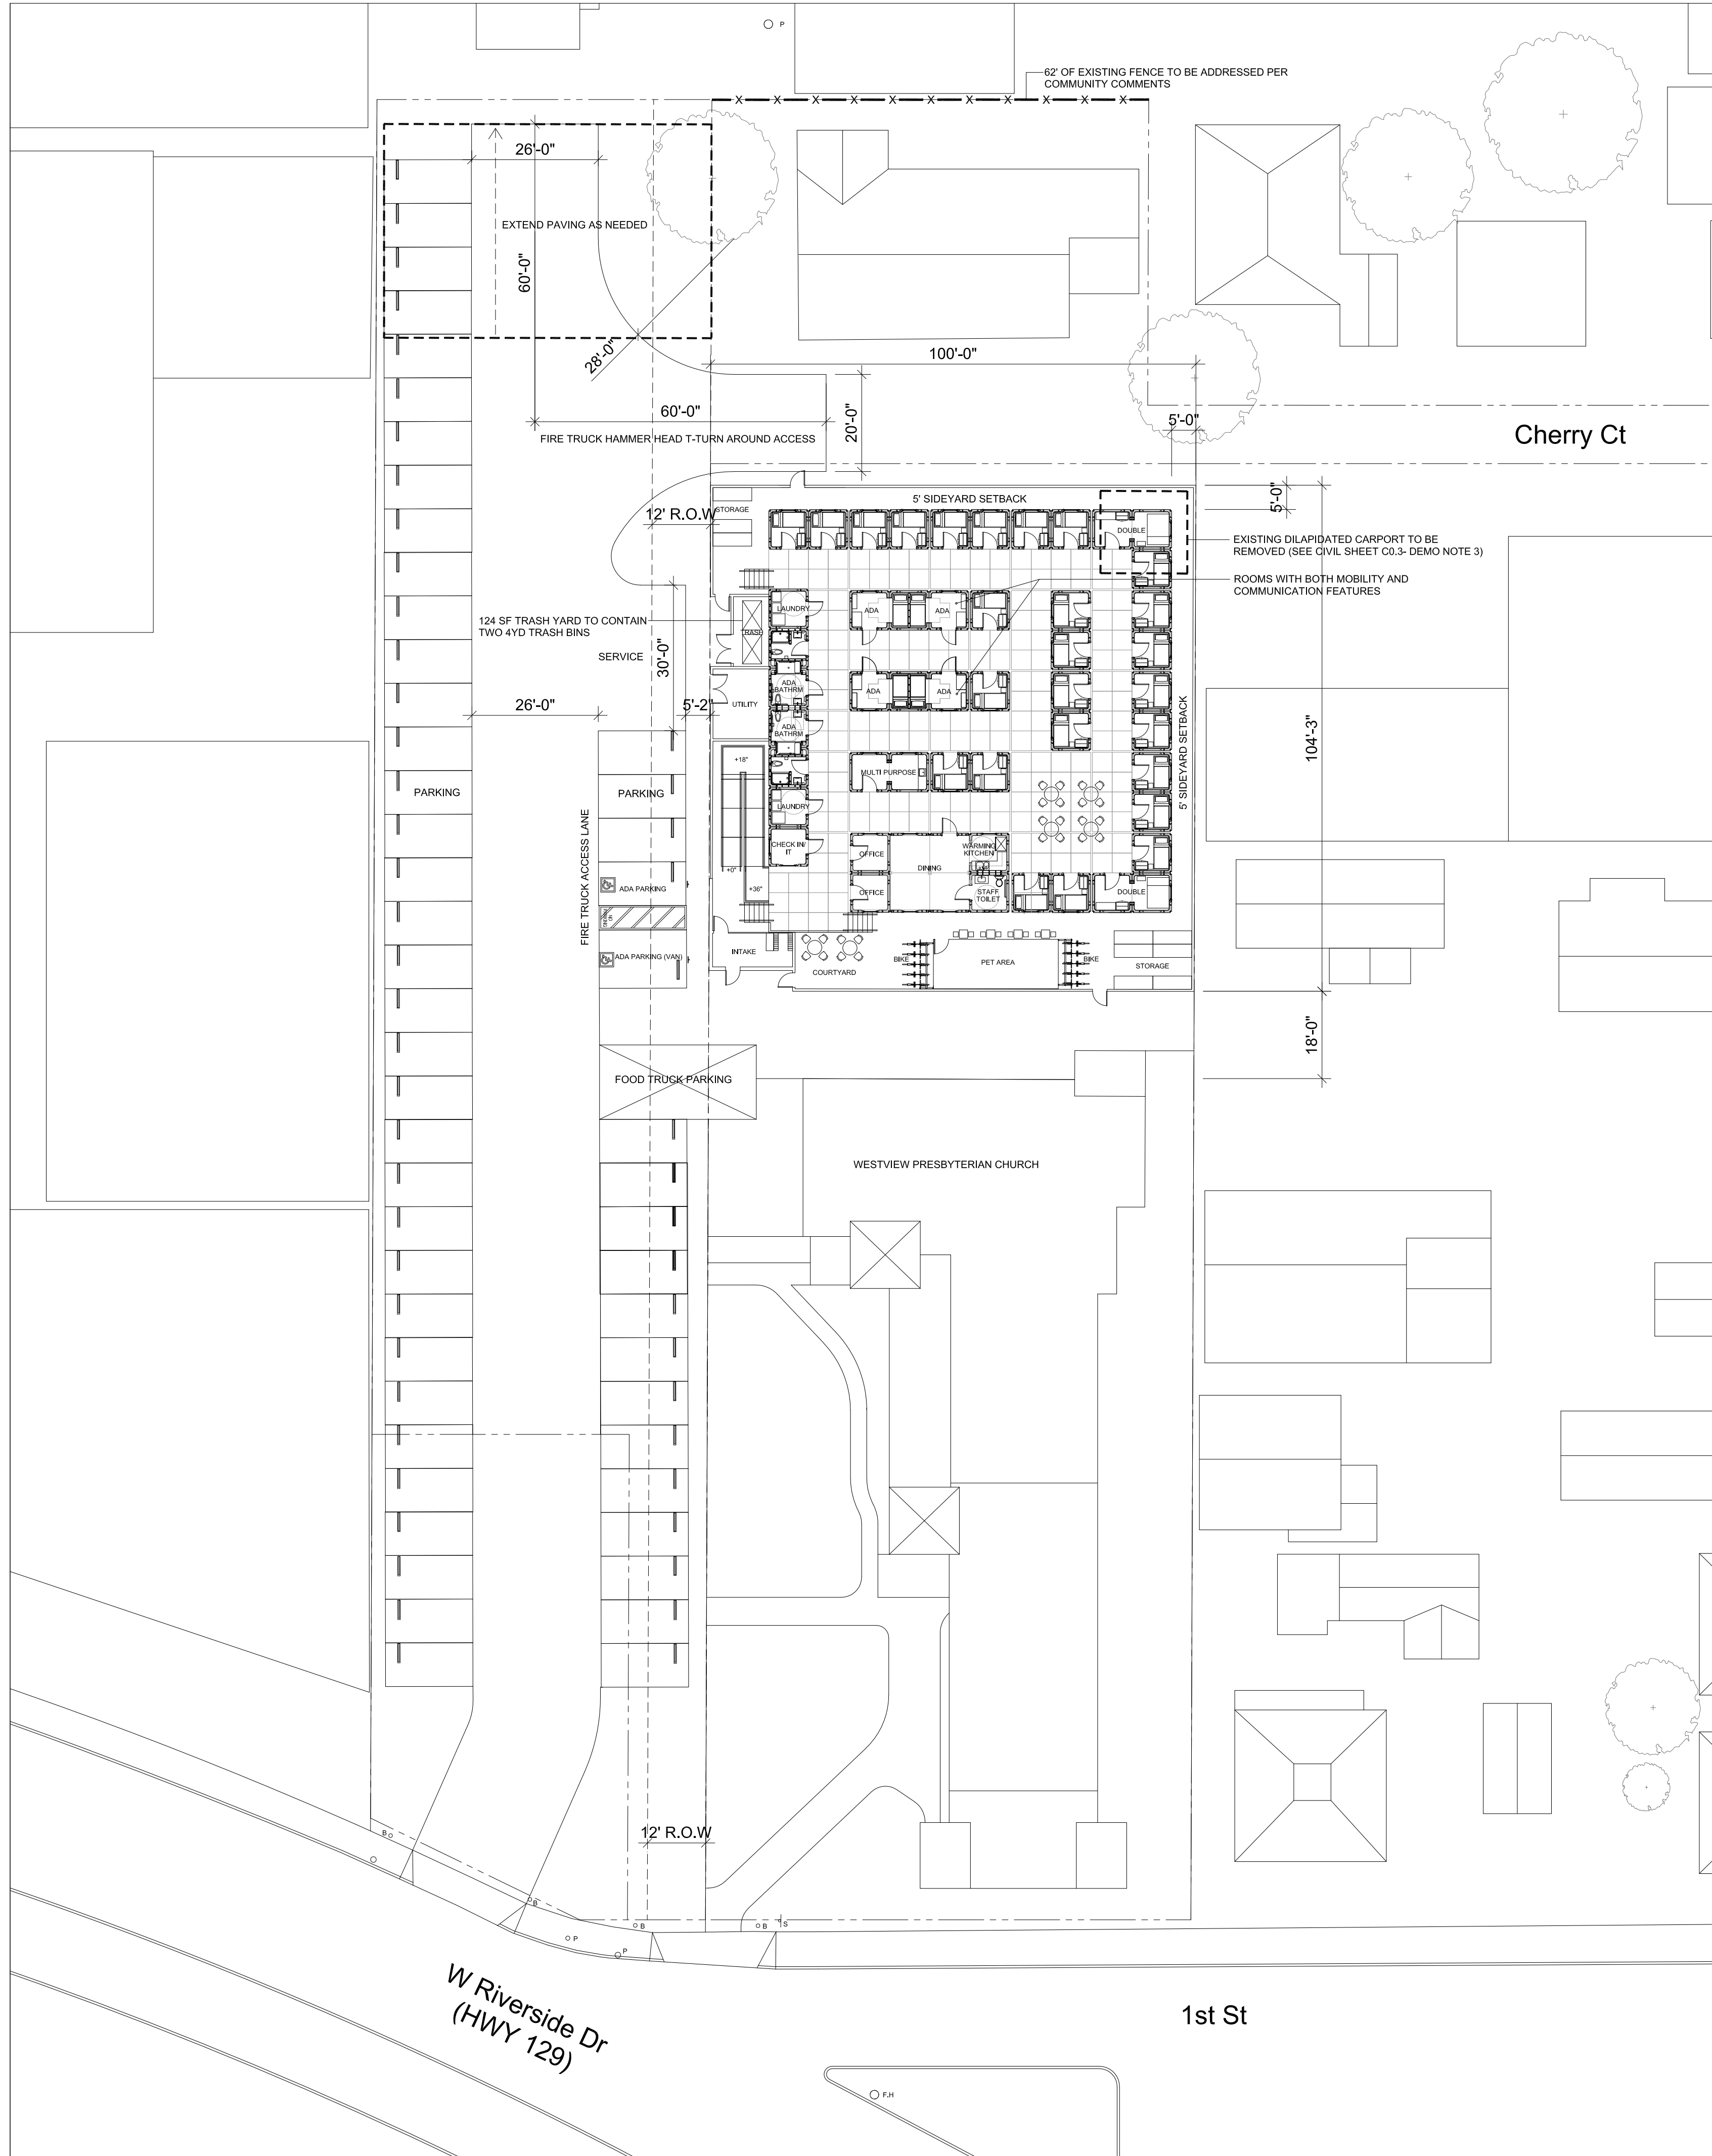 P
62' OF EXISTING FENCE TO BE ADDRESSED PER
COMMUNITY COMMENTS
X X X X X X X X X X X
26'-0"
EXTEND PAVING AS NEEDED
60'-0"
28'-0"
100'-0"
60'-0"
20'-0"
5'-0"
FIRE TRUCK HAMMER HEAD T-TURN AROUND ACCESS
Cherry Ct
5' SIDEYARD SETBACK
5'-0"
STORAGE
12' R.O.W
DOUBLE
EXISTING DILAPIDATED CARPORT TO BE
REMOVED (SEE CIVIL SHEET C0.3- DEMO NOTE 3)
ROOMS WITH BOTH MOBILITY AND
COMMUNICATION FEATURES
LAUNDRY
ADA
ADA
124 SF TRASH YARD TO CONTAIN
TWO 4YD TRASH BINS
TRASH
SERVICE
30'-0"
ADA
BATHRM
ADA
ADA
UTILITY
26'-0"
5'-2"
ADA
BATHRM
5' SIDEYARD SETBACK
104'-3"
+18"
MULTI PURPOSE
PARKING
PARKING
LAUNDRY
FIRE TRUCK ACCESS LANE
CHECK IN/
IT
OFFICE
DINING
WARMING
KITCHEN
+0"
+36"
ADA PARKING
OFFICE
STAFF
TOILET
DOUBLE
NO
PARKING
INTAKE
ADA PARKING (VAN)
COURTYARD
BIKE
PET AREA
BIKE
STORAGE
18'-0"
FOOD TRUCK PARKING
WESTVIEW PRESBYTERIAN CHURCH
12' R.O.W
B
B
B
B
S
P
P
W Riverside Dr
(HWY 129)
1st St
F.H